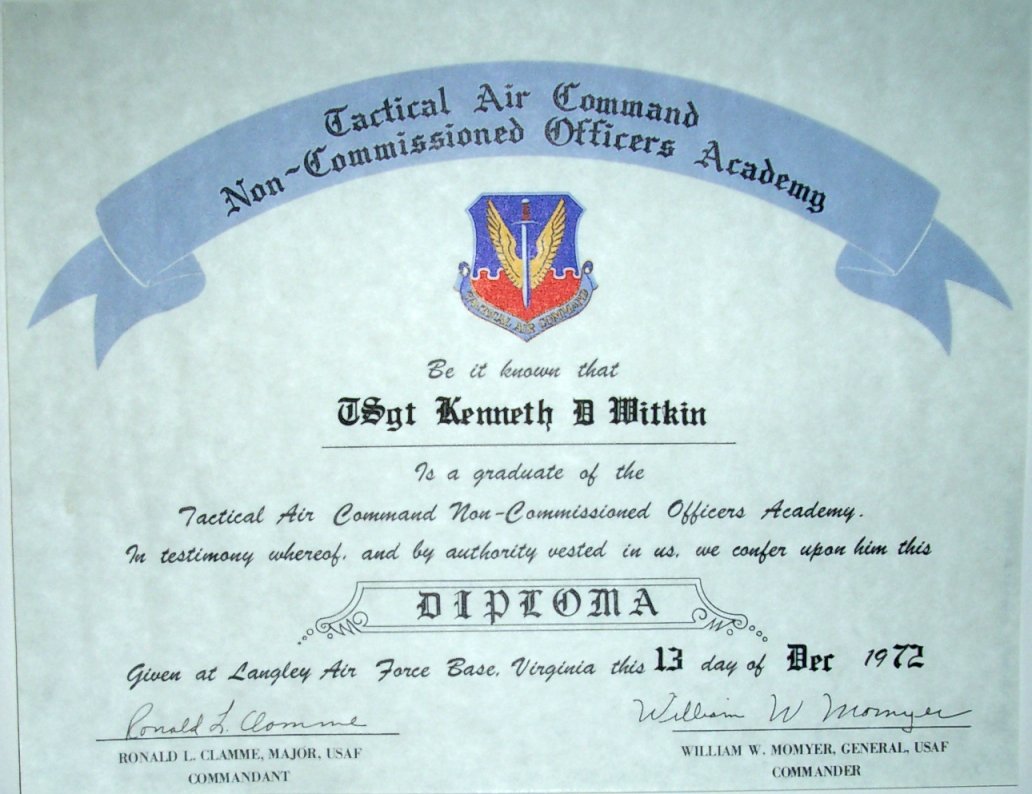 Tactical Air Command
Non-Commissioned Officers Academy
TACTICAL AIR COMMAND
Be it known that
TSgt Kenneth D Witkin
Is a graduate of the
Tactical Air Command Non-Commissioned Officers Academy.
In testimony whereof, and by authority vested in us, we confer upon him this
DIPLOMA
Given at Langley Air Force Base, Virginia this 13 day of Dec 1972
Ronald L. Clamme
RONALD L. CLAMME, MAJOR, USAF
COMMANDANT
William W Momyer
WILLIAM W. MOMYER, GENERAL, USAF
COMMANDER